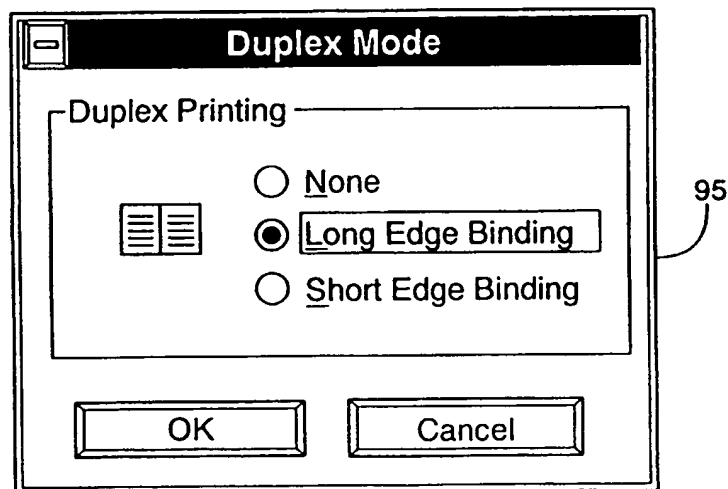 Duplex Mode
Duplex Printing
None
Long Edge Binding
Short Edge Binding
95
OK
Cancel